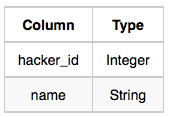 Column Type
hacker_id Integer
name String